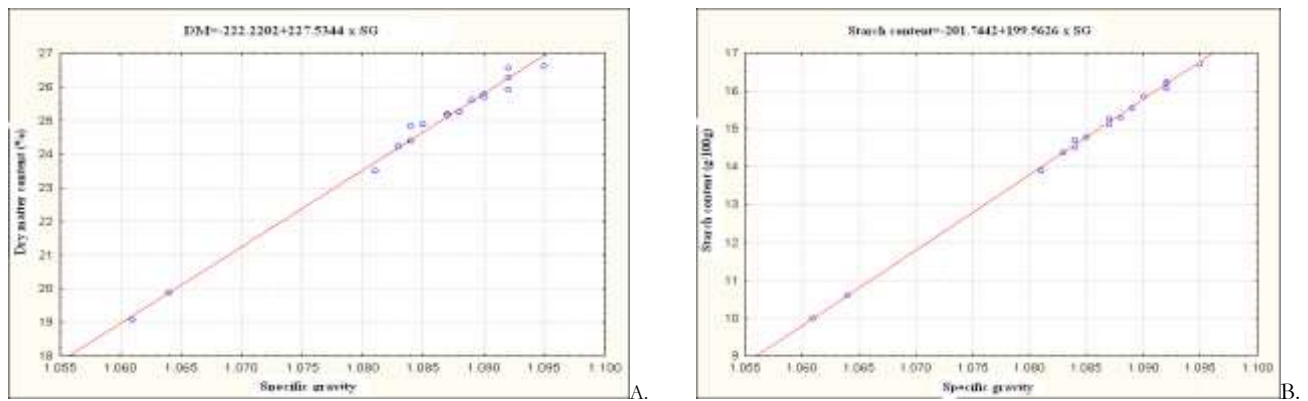 DM=-222.2202+227.5344 x SG
27
26
25
24
23
22
21
20
19
18
Dry matter content (%)
1.055 1.060 1.065 1.070 1.075 1.080 1.085 1.090 1.095 1.100
Specific gravity
A.
Starch content=-201.7442+199.5626 x SG
17
16
15
14
13
12
11
10
9
Starch content (g/100g)
1.055 1.060 1.065 1.070 1.075 1.080 1.085 1.090 1.095 1.100
Specific gravity
B.